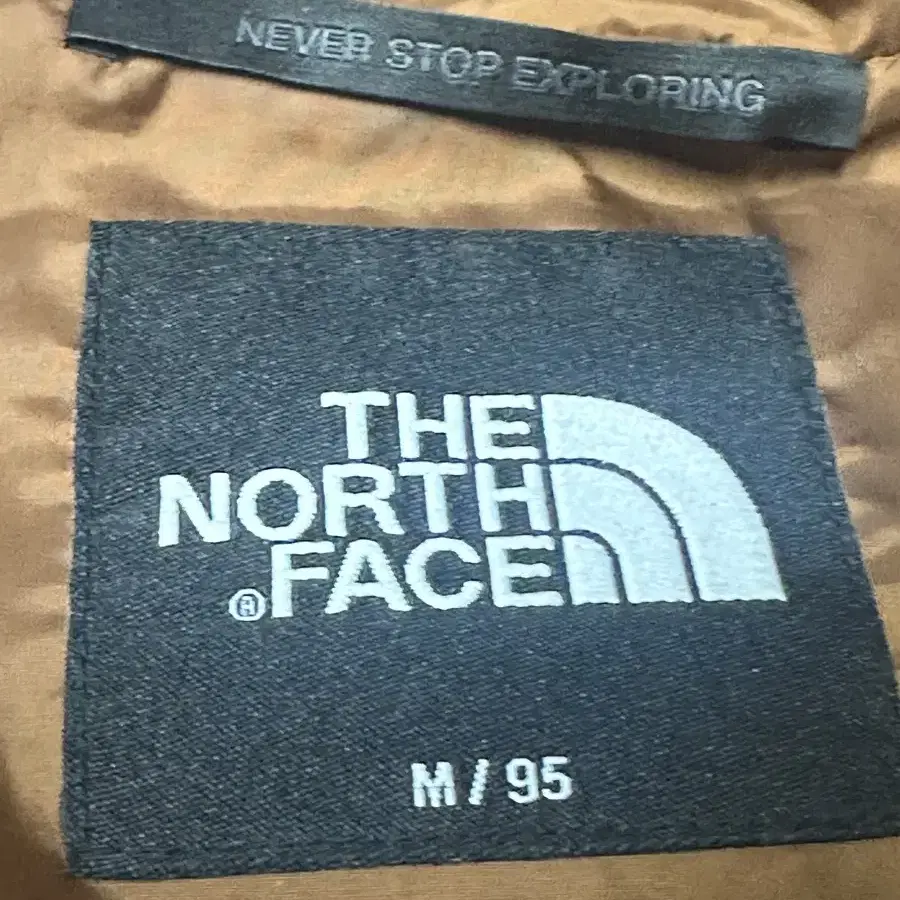 NEVER STOP EXPLORING
THE
NORTH
®FACE
M / 95